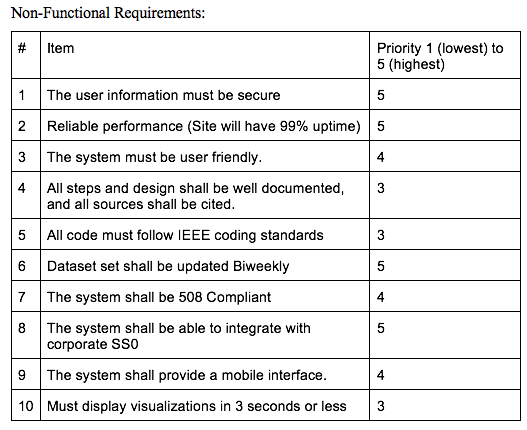 Non-Functional Requirements:
# Item Priority 1 (lowest) to
5 (highest)
1 The user information must be secure 5
2 Reliable performance (Site will have 99% uptime) 5
3 The system must be user friendly. 4
4 All steps and design shall be well documented, 3
and all sources shall be cited.
5 All code must follow IEEE coding standards 3
6 Dataset set shall be updated Biweekly 5
7 The system shall be 508 Compliant 4
8 The system shall be able to integrate with 5
corporate SS0
9 The system shall provide a mobile interface. 4
10 Must display visualizations in 3 seconds or less 3